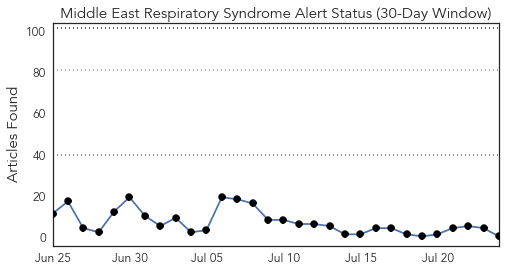 Middle East Respiratory Syndrome Alert Status (30-Day Window)
Articles Found
100
80
60
40
20
0
Jun 25 Jun 30 Jul 05 Jul 10 Jul 15 Jul 20